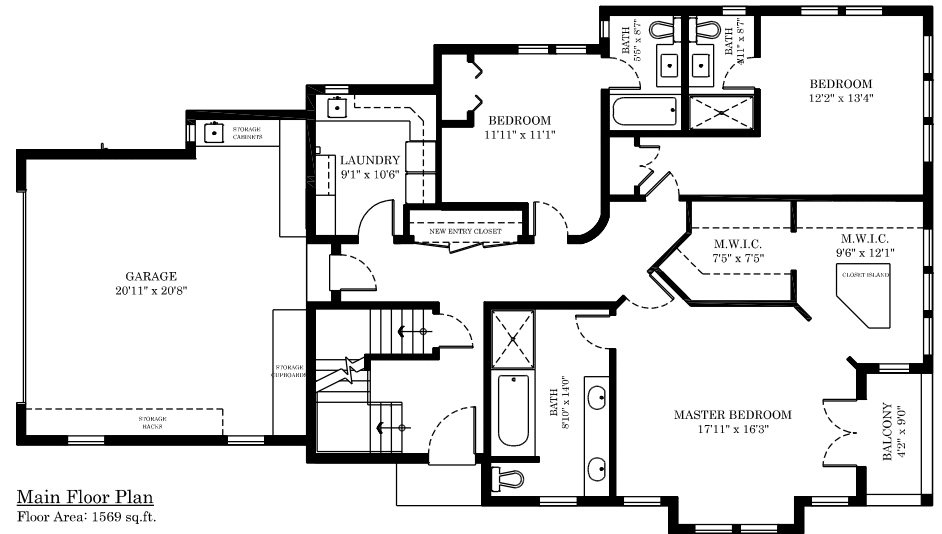 BATH
5'5" x 8'7"
BATH
4'11" x 8'7"
BEDROOM
12'2" x 13'4"
BEDROOM
11'11" x 11'1"
STORAGE
CABINETS
LAUNDRY
9'1" x 10'6"
NEW ENTRY CLOSET
M.W.I.C.
7'5" x 7'5"
M.W.I.C.
9'6" x 12'1"
CLOSET ISLAND
GARAGE
20'11" x 20'8"
STORAGE
CUPBOARDS
BATH
8'10" x 14'0"
MASTER BEDROOM
17'11" x 16'3"
BALCONY
4'2" x 9'0"
STORAGE
RACKS
Main Floor Plan
Floor Area: 1569 sq.ft.